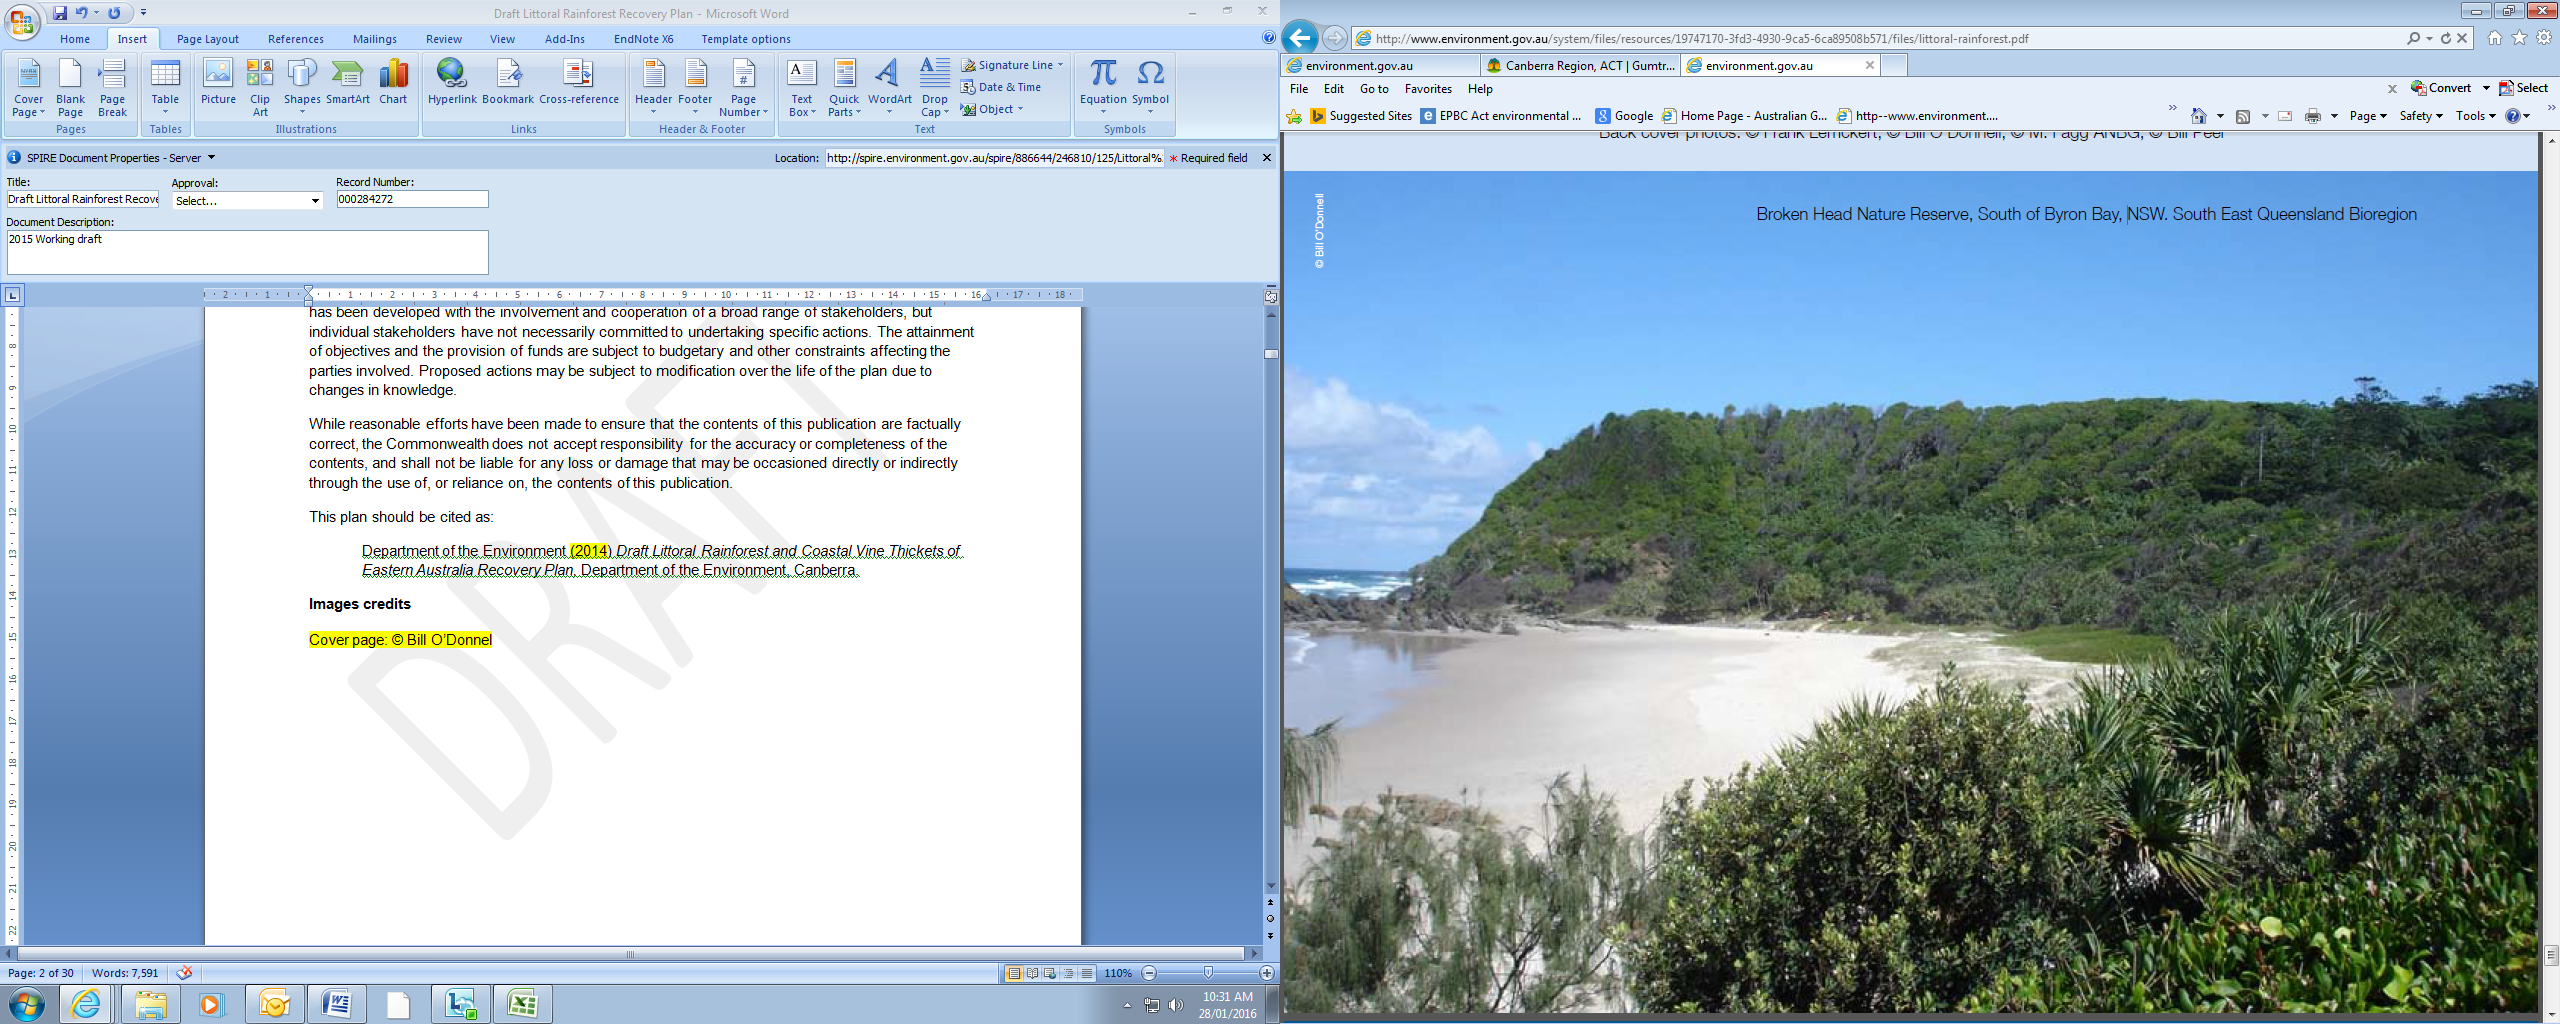 Draft Littoral Rainforest Recovery Plan - Microsoft Word
Home Insert Page Layout References Mailings Review View Add-Ins EndNote X6 Template options
Cover Page Blank Page Page Break Table Picture Clip Art Shapes SmartArt Chart Hyperlink Bookmark Cross-reference Header Footer Page Number Text Box Quick Parts WordArt Drop Cap Signature Line Date & Time Object Equation Symbol
Pages Tables Illustrations Links Header & Footer Text Symbols
SPIRE Document Properties - Server Location: http://spire.environment.gov.au/spire/886644/246810/125/Littoral% * Required field
Title: Approval: Record Number:
Draft Littoral Rainforest Recove Select... 000284272
Document Description:
2015 Working draft
has been developed with the involvement and cooperation of a broad range of stakeholders, but
individual stakeholders have not necessarily committed to undertaking specific actions. The attainment
of objectives and the provision of funds are subject to budgetary and other constraints affecting the
parties involved. Proposed actions may be subject to modification over the life of the plan due to
changes in knowledge.
While reasonable efforts have been made to ensure that the contents of this publication are factually
correct, the Commonwealth does not accept responsibility for the accuracy or completeness of the
contents, and shall not be liable for any loss or damage that may be occasioned directly or indirectly
through the use of, or reliance on, the contents of this publication.
This plan should be cited as:
Department of the Environment (2014) Draft Littoral Rainforest and Coastal Vine Thickets of
Eastern Australia Recovery Plan, Department of the Environment, Canberra.
Images credits
Cover page: © Bill O'Donnel
DRAFT
Page: 2 of 30 Words: 7,591 110%
10:31 AM
28/01/2016
http://www.environment.gov.au/system/files/resources/19747170-3fd3-4930-9ca5-6ca89508b571/files/littoral-rainforest.pdf
environment.gov.au Canberra Region, ACT | Gumtr... environment.gov.au
File Edit Go to Favorites Help Convert Select
Suggested Sites EPBC Act environmental ... Google Home Page - Australian G... http--www.environment.... Page Safety Tools
Back cover photos: © Frank Lemckert, © Bill O'Donnell, © M. Fagg ANBG, © Bill Peel
© Bill O'Donnell
Broken Head Nature Reserve, South of Byron Bay, NSW. South East Queensland Bioregion